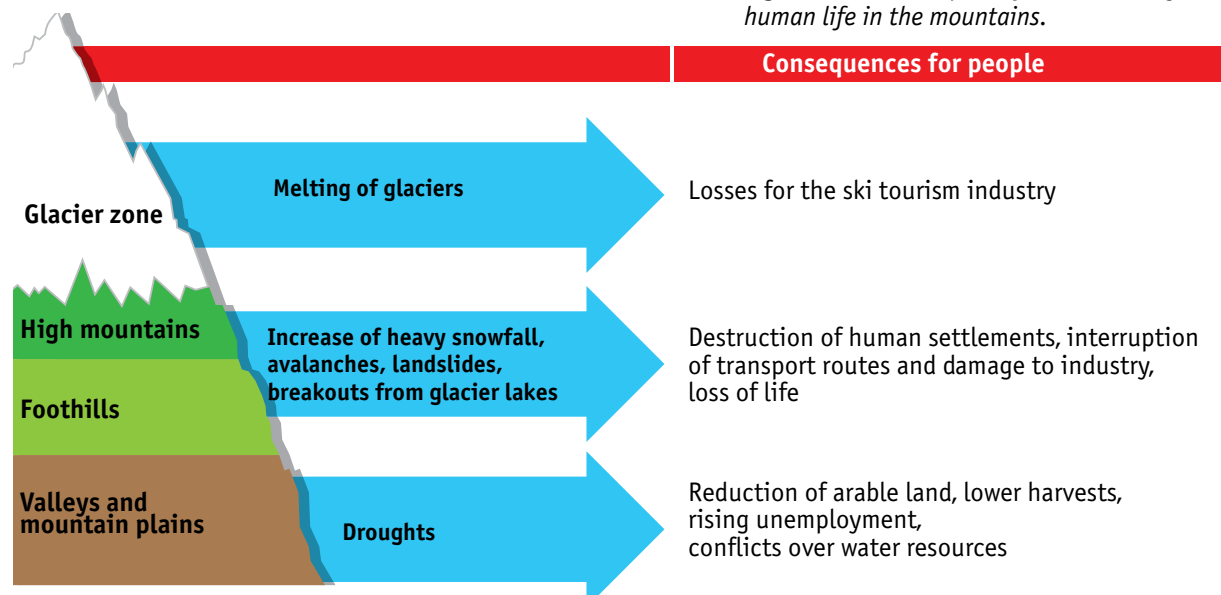 human life in the mountains.
Consequences for people
Melting of glaciers
Losses for the ski tourism industry
Glacier zone
High mountains
Increase of heavy snowfall,
avalanches, landslides,
breakouts from glacier lakes
Destruction of human settlements, interruption
of transport routes and damage to industry,
loss of life
Foothills
Valleys and
mountain plains
Droughts
Reduction of arable land, lower harvests,
rising unemployment,
conflicts over water resources